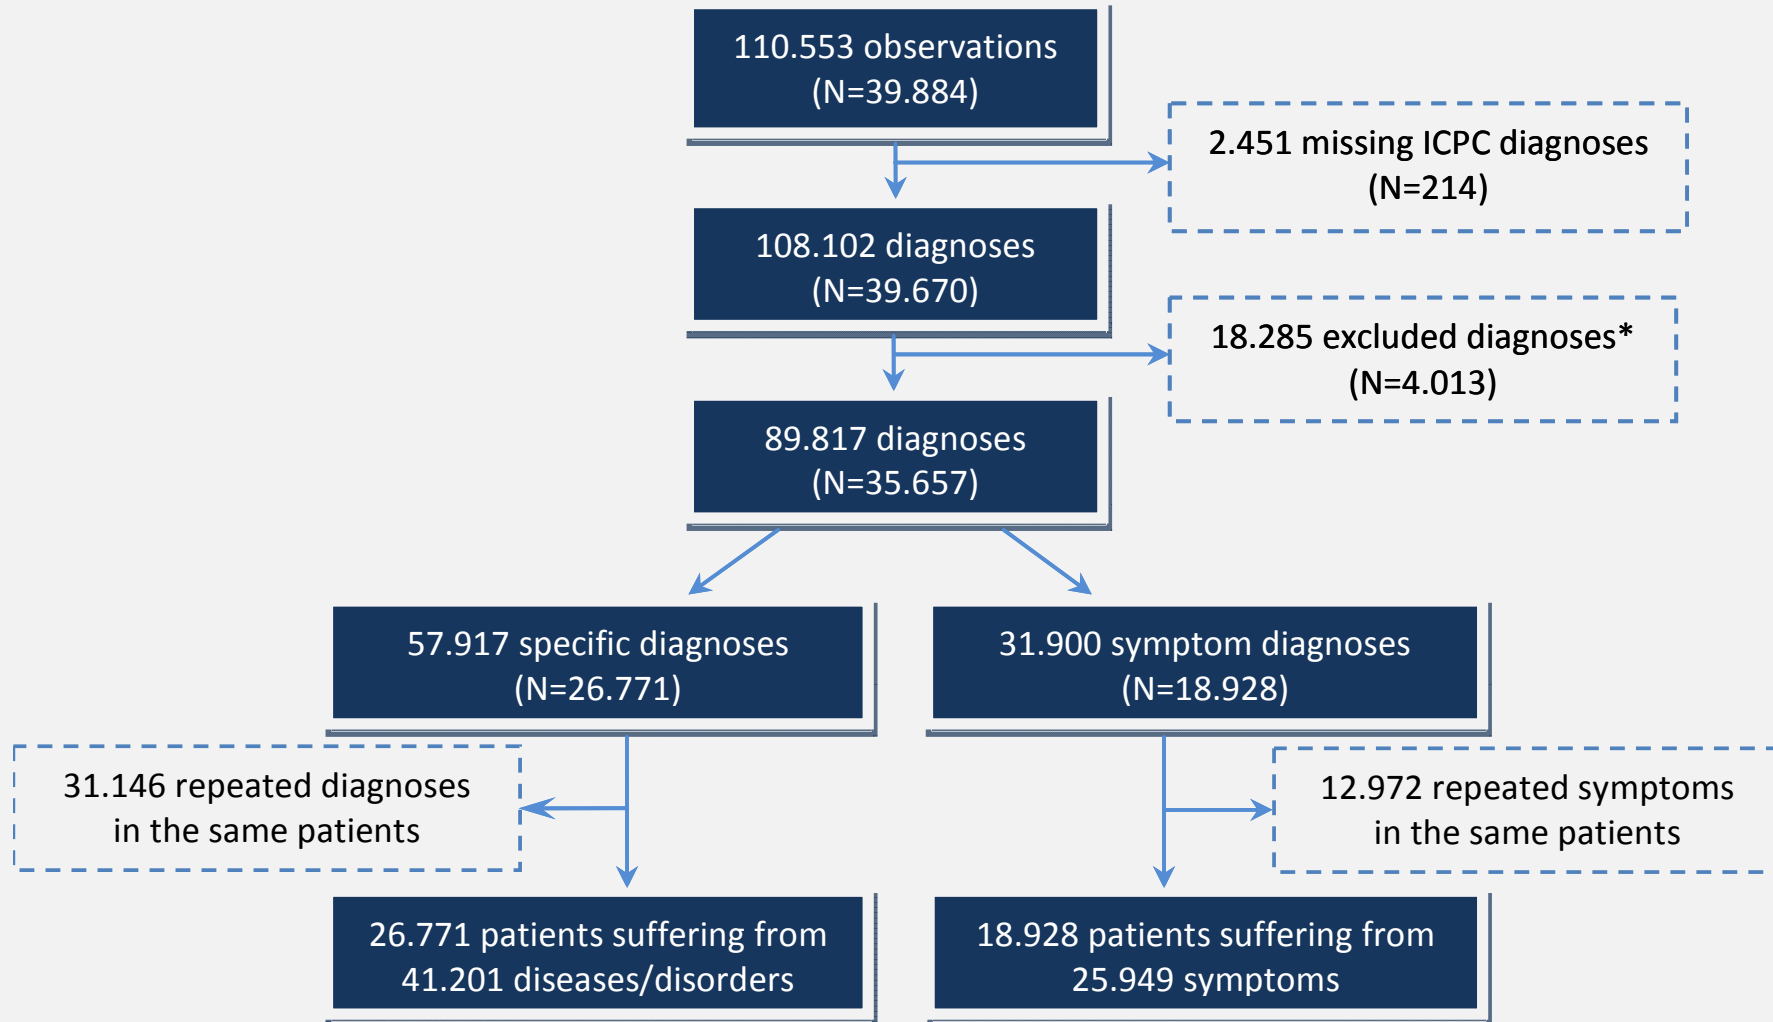 110.553 observations
(N=39.884)
2.451 missing ICPC diagnoses
(N=214)
108.102 diagnoses
(N=39.670)
18.285 excluded diagnoses*
(N=4.013)
89.817 diagnoses
(N=35.657)
57.917 specific diagnoses
(N=26.771)
31.900 symptom diagnoses
(N=18.928)
31.146 repeated diagnoses
in the same patients
12.972 repeated symptoms
in the same patients
26.771 patients suffering from
41.201 diseases/disorders
18.928 patients suffering from
25.949 symptoms